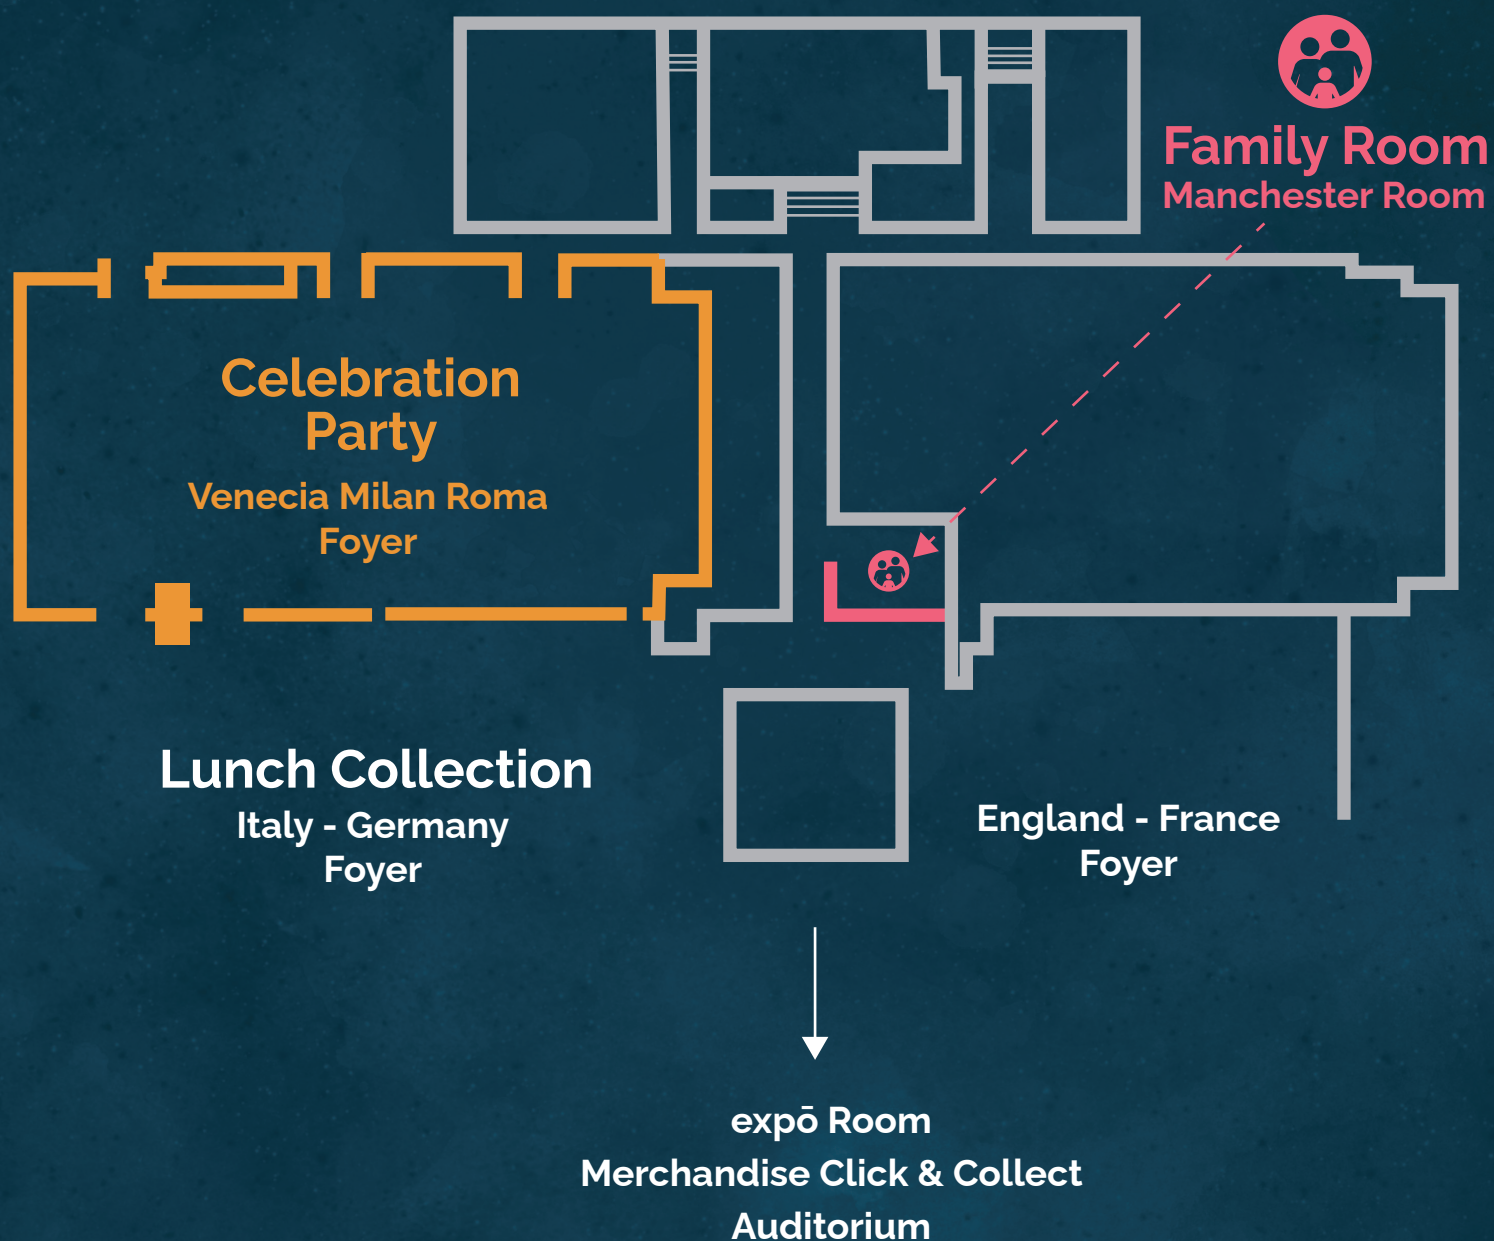 Family Room
Manchester Room
Celebration
Party
Venecia Milan Roma
Foyer
Lunch Collection
Italy - Germany
Foyer
England - France
Foyer
expō Room
Merchandise Click & Collect
Auditorium